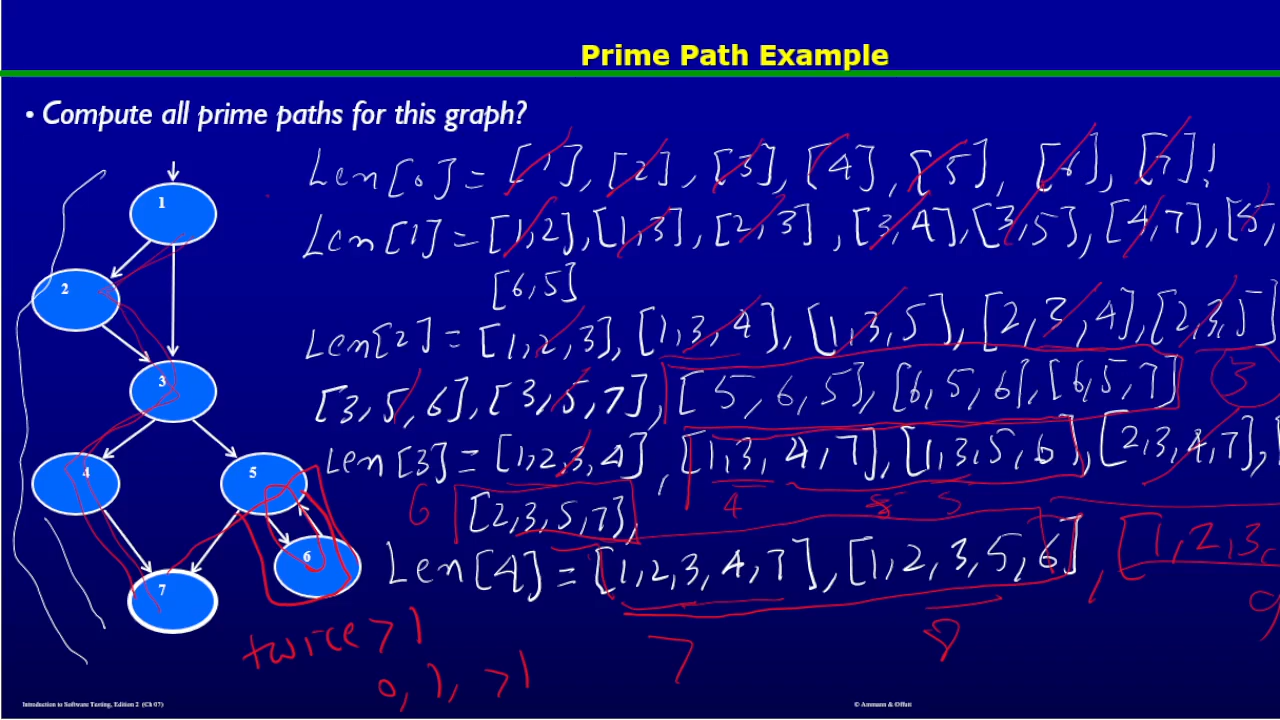 Prime Path Example
• Compute all prime paths for this graph?
Len[0] = [1], [2], [3], [4], [5], [6], [7]!
Len[1] = [1,2], [1,3], [2,3], [3,4], [3,5], [4,7], [5,
[6,5]
Len[2] = [1,2,3], [1,3,4], [1,3,5], [2,3,4], [2,3,5]
[3,5,6], [3,5,7], [5,6,5], [6,5,6], [6,5,7]
3
Len[3] = [1,2,3,4], [1,3,4,7], [1,3,5,6], [2,3,4,7],
6 [2,3,5,7], 4 5
Len[4] = [1,2,3,4,7], [1,2,3,5,6], [1,2,3,
7 8 9
twice >1
0, 1, >1
1
2
3
4
5
6
7
Introduction to Software Testing, Edition 2 (Ch 07)
© Ammann & Offutt